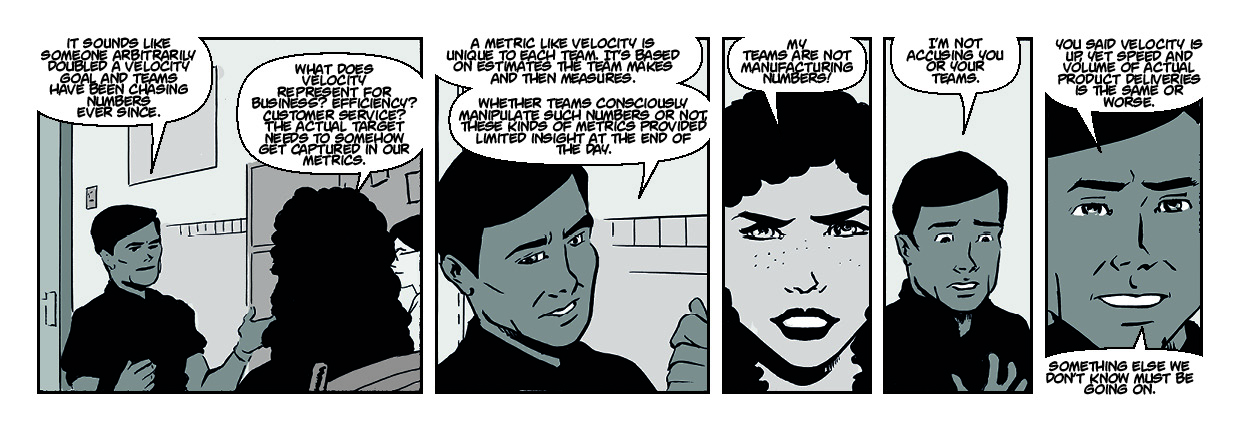 IT SOUNDS LIKE
SOMEONE ARBITRARILY
DOUBLED A VELOCITY
GOAL AND TEAMS
HAVE BEEN CHASING
NUMBERS
EVER SINCE.
WHAT DOES
VELOCITY
REPRESENT FOR
BUSINESS? EFFICIENCY?
CUSTOMER SERVICE?
THE ACTUAL TARGET
NEEDS TO SOMEHOW
GET CAPTURED IN OUR
METRICS.
A METRIC LIKE VELOCITY IS
UNIQUE TO EACH TEAM. IT'S BASED
ON ESTIMATES THE TEAM MAKES
AND THEN MEASURES.
WHETHER TEAMS CONSCIOUSLY
MANIPULATE SUCH NUMBERS OR NOT
THESE KINDS OF METRICS PROVIDED
LIMITED INSIGHT AT THE END OF
THE DAY.
MY
TEAMS ARE NOT
MANUFACTURING
NUMBERS!
I'M NOT
ACCUSING YOU
OR YOUR
TEAMS.
YOU SAID VELOCITY IS
UP, YET SPEED AND
VOLUME OF ACTUAL
PRODUCT DELIVERIES
IS THE SAME OR
WORSE.
SOMETHING ELSE WE
DON'T KNOW MUST BE
GOING ON.